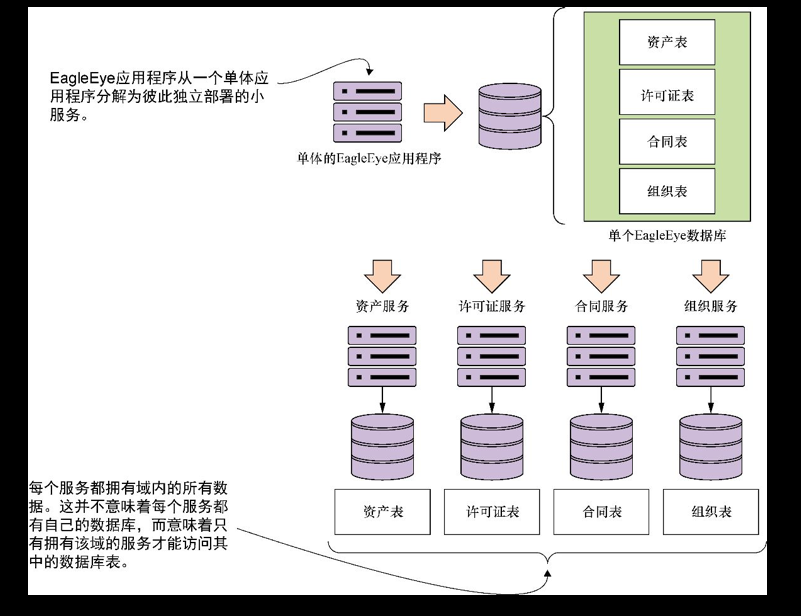 EagleEye应用程序从一个单体应
用程序分解为彼此独立部署的小
服务。
单体的EagleEye应用程序
资产表
许可证表
合同表
组织表
单个EagleEye数据库
资产服务
许可证服务
合同服务
组织服务
每个服务都拥有域内的所有数
据。这并不意味着每个服务都
有自己的数据库，而意味着只
有拥有该域的服务才能访问其
中的数据库表。
资产表
许可证表
合同表
组织表